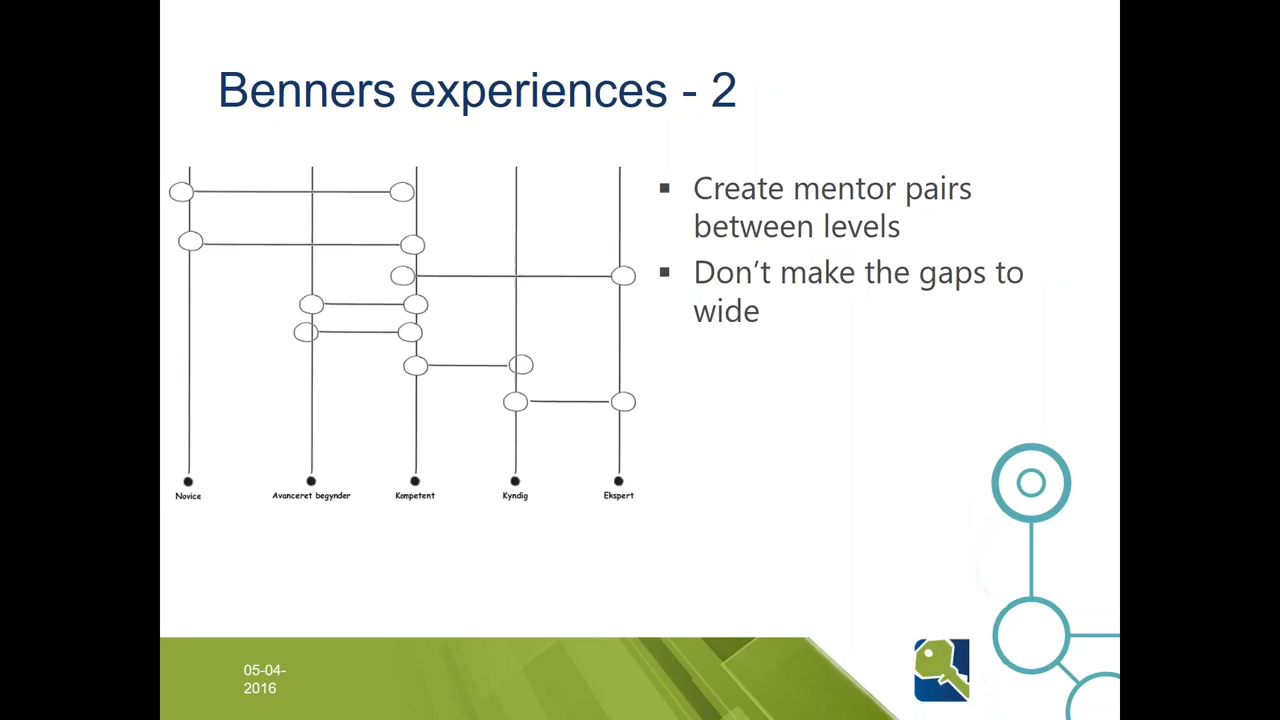 Benners experiences - 2
Create mentor pairs
between levels
Don't make the gaps to
wide
Novice
Avanceret begynder
Kompetent
Kyndig
Ekspert
05-04-
2016